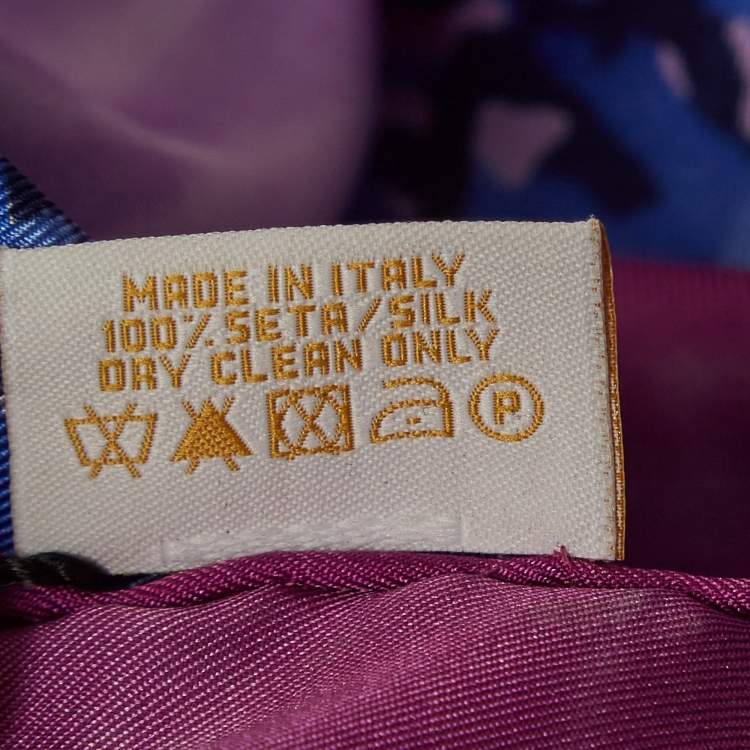 MADE IN ITALY
100% SETA/SILK
DRY CLEAN ONLY
P